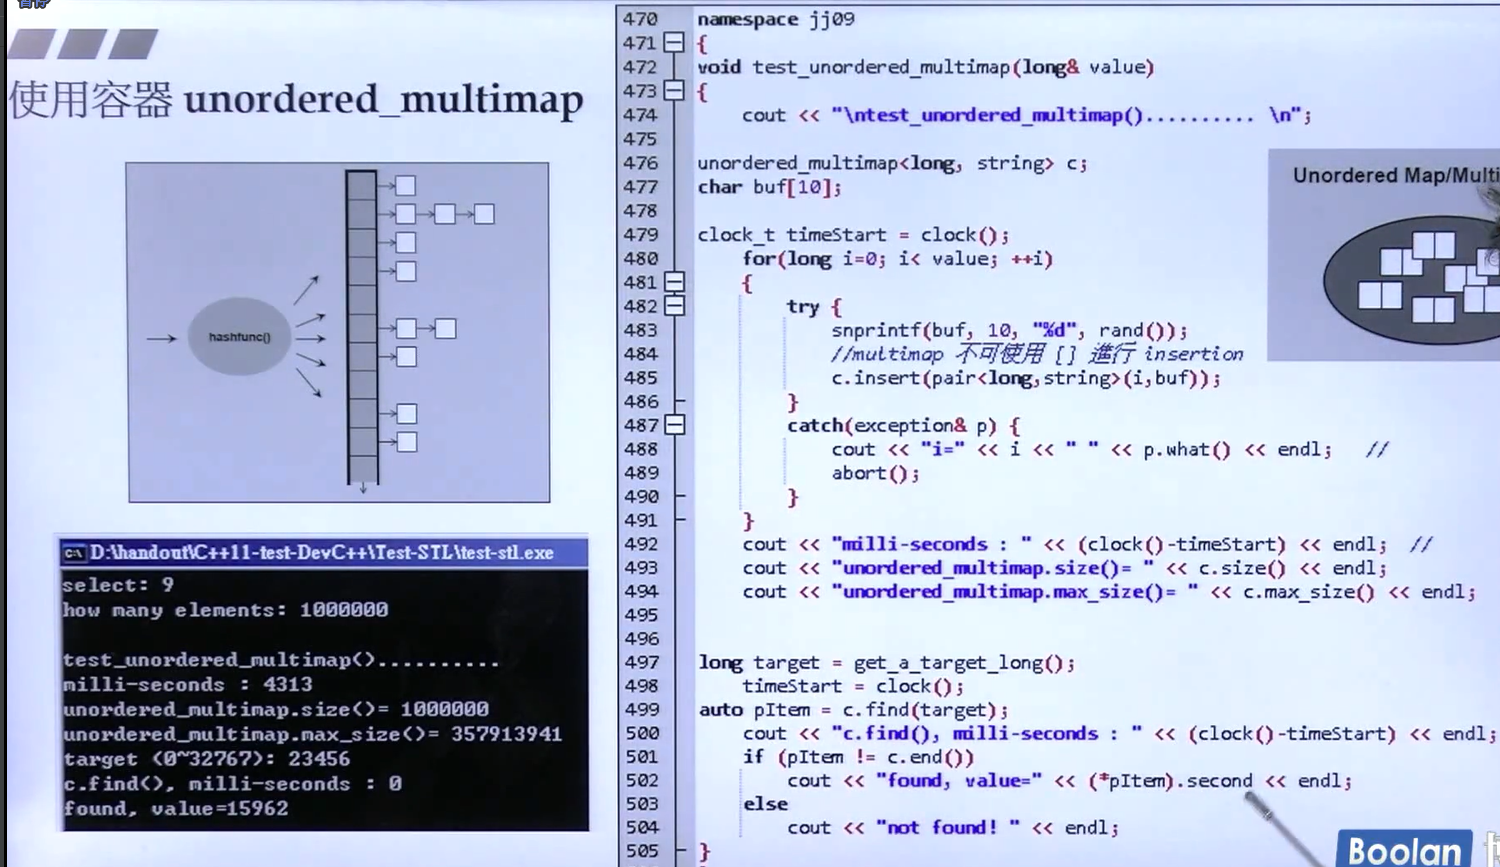 暂停
使用容器 unordered_multimap
hashfunc()
D:\handout\C++11-test-DevC++\Test-STL\test-stl.exe
select: 9
how many elements: 1000000
test_unordered_multimap()..........
milli-seconds : 4313
unordered_multimap.size()= 1000000
unordered_multimap.max_size()= 357913941
target (0~32767): 23456
c.find(), milli-seconds : 0
found, value=15962
470 namespace jj09
471 {
472 void test_unordered_multimap(long& value)
473 {
474 cout << "\ntest_unordered_multimap().......... \n";
475
476 unordered_multimap<long, string> c;
477 char buf[10];
478
479 clock_t timeStart = clock();
480 for(long i=0; i< value; ++i)
481 {
482 try {
483 snprintf(buf, 10, "%d", rand());
484 //multimap 不可使用 [] 進行 insertion
485 c.insert(pair<long,string>(i,buf));
486 }
487 catch(exception& p) {
488 cout << "i=" << i << " " << p.what() << endl; //
489 abort();
490 }
491 }
492 cout << "milli-seconds : " << (clock()-timeStart) << endl; //
493 cout << "unordered_multimap.size()= " << c.size() << endl;
494 cout << "unordered_multimap.max_size()= " << c.max_size() << endl;
495
496
497 long target = get_a_target_long();
498 timeStart = clock();
499 auto pItem = c.find(target);
500 cout << "c.find(), milli-seconds : " << (clock()-timeStart) << endl;
501 if (pItem != c.end())
502 cout << "found, value=" << (*pItem).second << endl;
503 else
504 cout << "not found! " << endl;
505 }
Unordered Map/Multi
Boolan